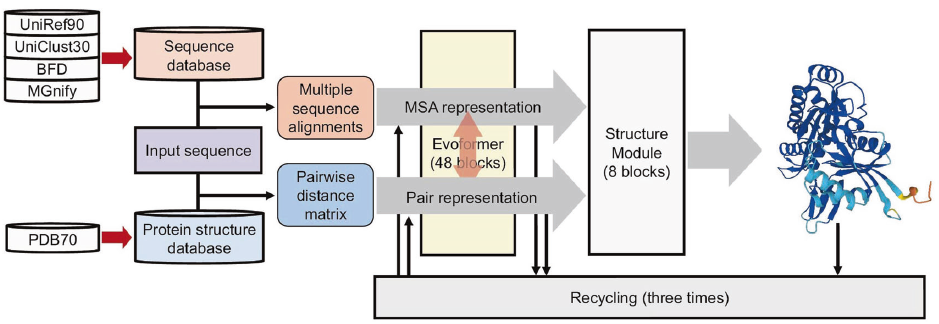 UniRef90
UniClust30
BFD
MGnify
Sequence
database
Input sequence
PDB70
Protein structure
database
Multiple
sequence
alignments
Pairwise
distance
matrix
MSA representation
Evoformer
(48 blocks)
Pair representation
Structure
Module
(8 blocks)
Recycling (three times)